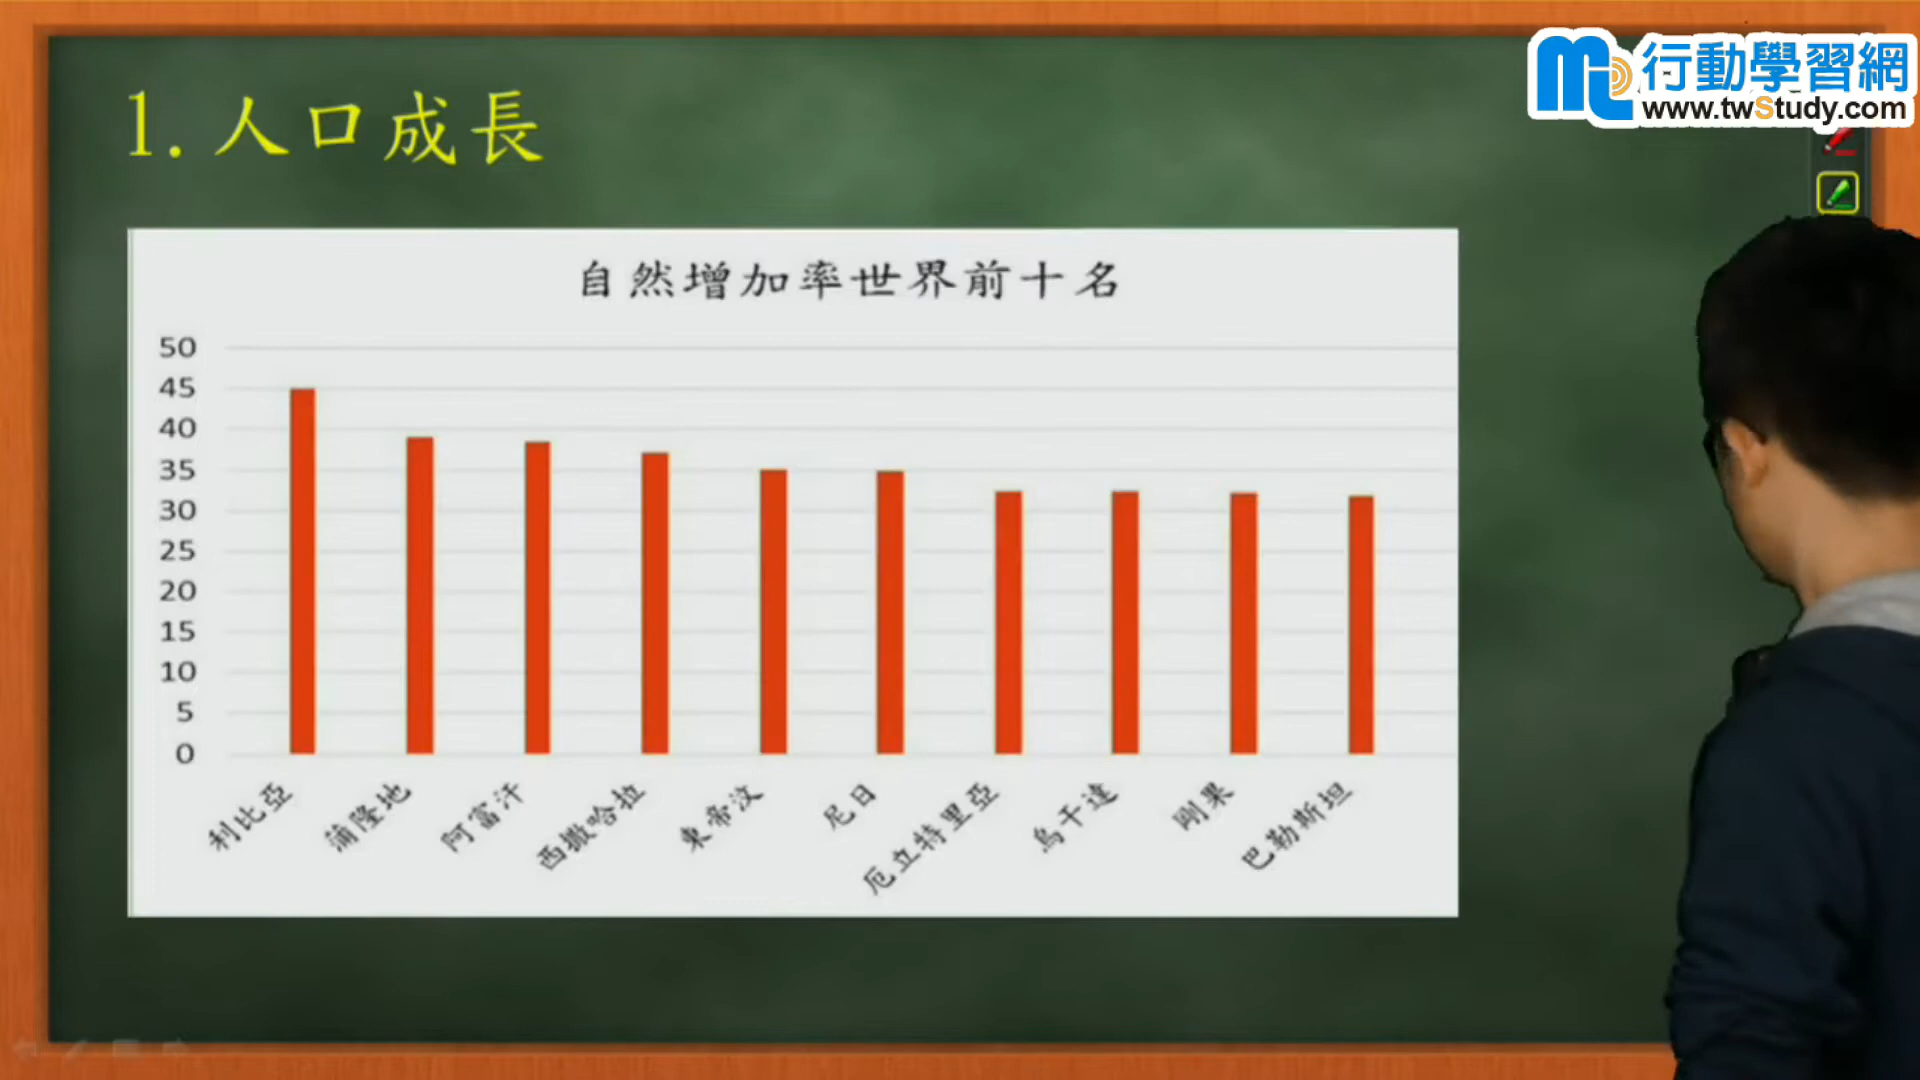 行動學習網
www.twStudy.com
1.人口成長
自然增加率世界前十名
50
45
40
35
30
25
20
15
10
5
0
利比亞
蒲隆地
阿富汗
西撒哈拉
東帝汶
尼日
厄立特里亞
烏干達
剛果
巴勒斯坦